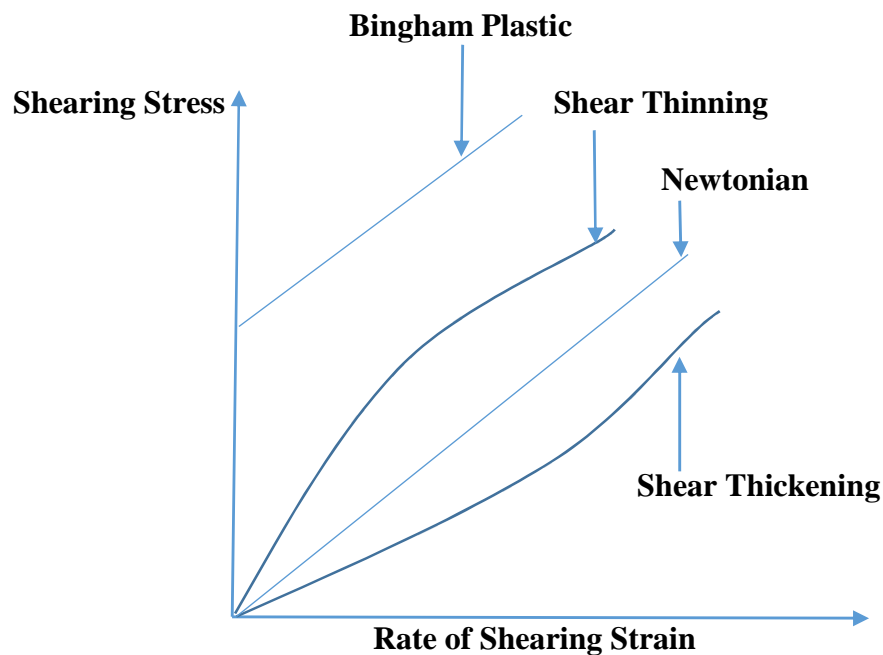 Bingham Plastic
Shearing Stress
Shear Thinning
Newtonian
Shear Thickening
Rate of Shearing Strain